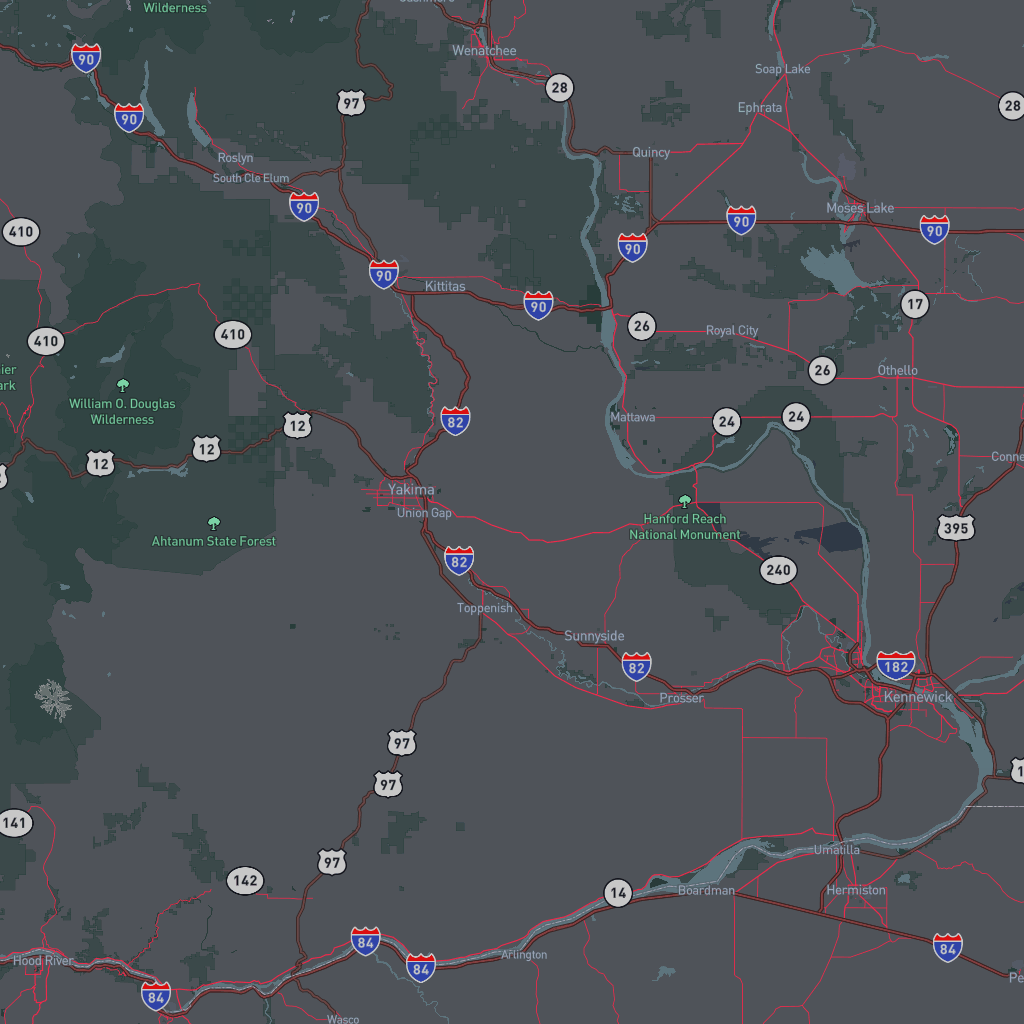 Wilderness
Wenatchee
90
28
Soap Lake
97
28
Ephrata
90
Quincy
Roslyn
South Cle Elum
90
Moses Lake
90
410
90
90
90
Kittitas
90
17
26
Royal City
410
410
26
Othello
William O. Douglas
Wilderness
Mattawa
82
24
24
12
12
12
Yakima
Union Gap
Hanford Reach
National Monument
395
Ahtanum State Forest
82
240
Toppenish
Sunnyside
82
182
Prosser
Kennewick
97
97
141
Umatilla
97
142
14
Boardman
Hermiston
84
84
Arlington
Hood River
84
84
Wasco